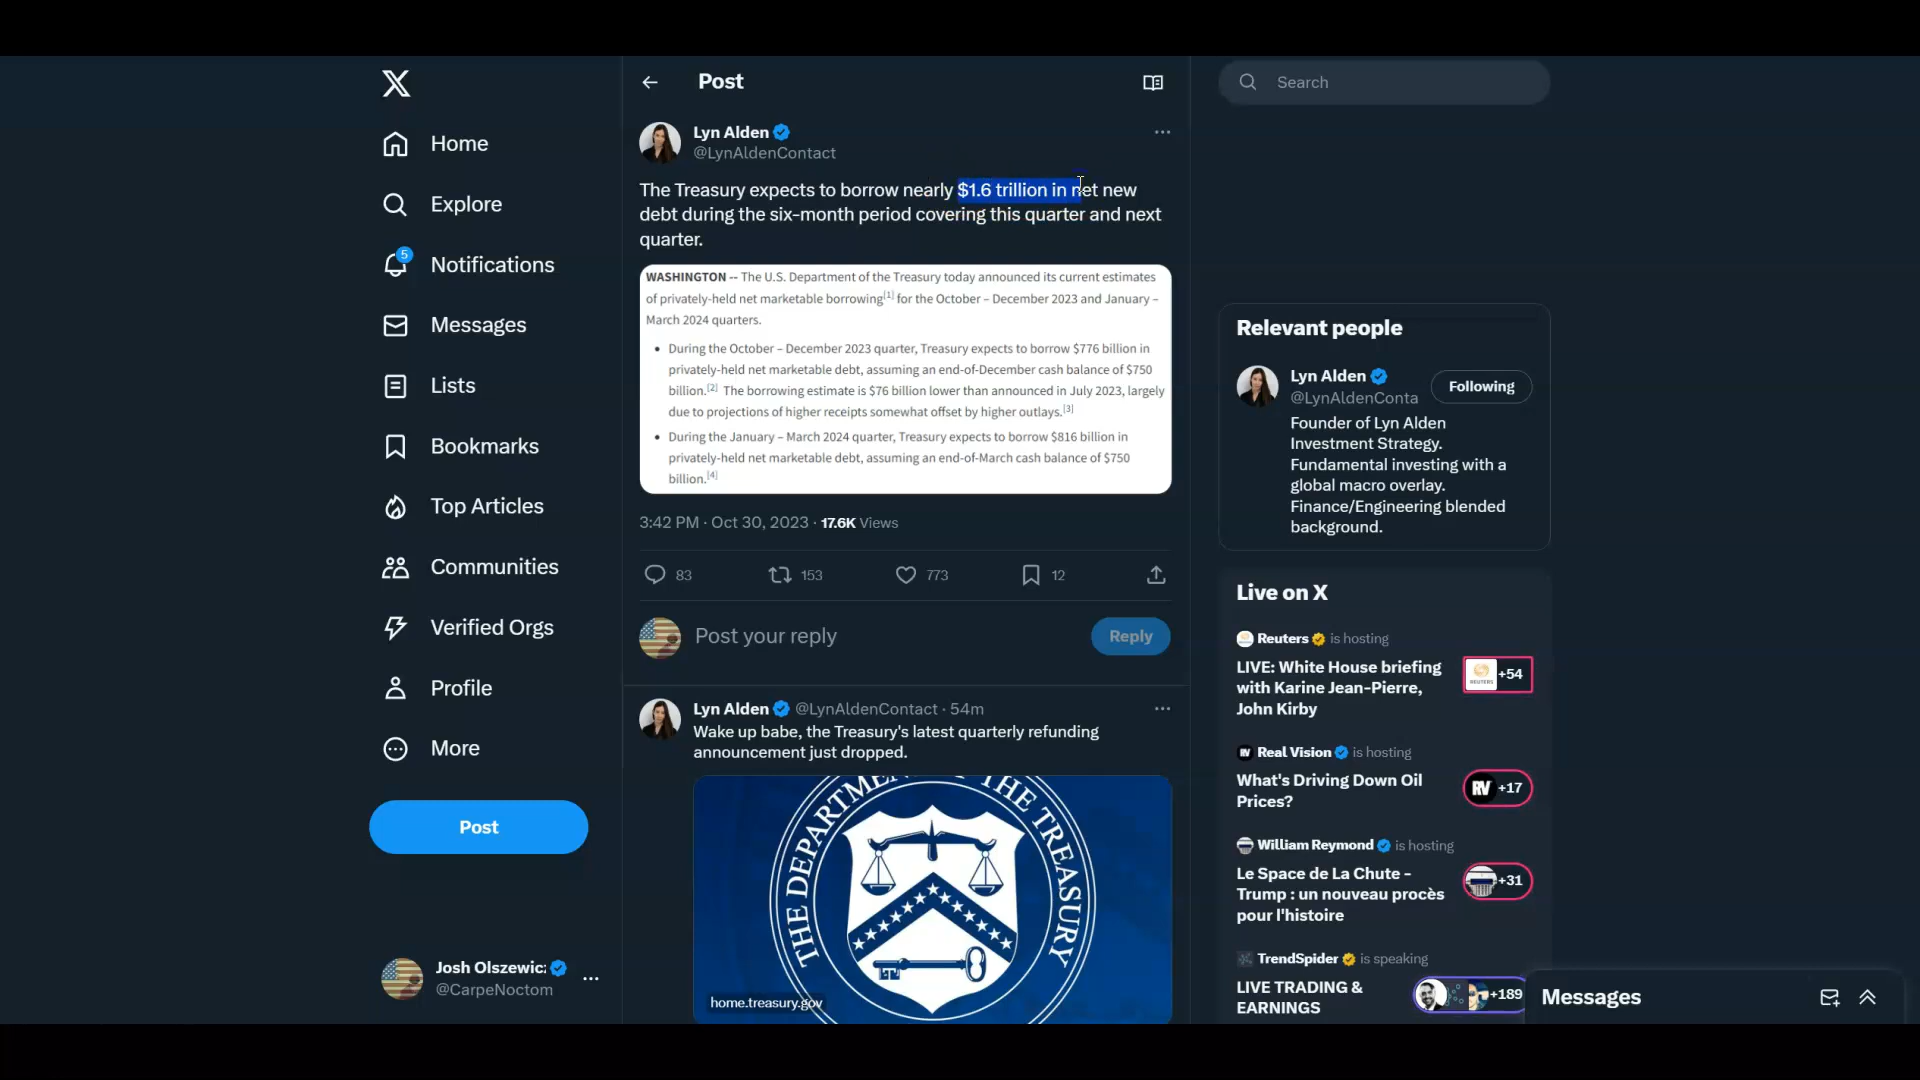 X
Home
Explore
5
Notifications
Messages
Lists
Bookmarks
Top Articles
Communities
Verified Orgs
Profile
More
Post
Josh Olszewic:
@CarpeNoctom
Post
Lyn Alden
@LynAldenContact
The Treasury expects to borrow nearly $1.6 trillion in net new
debt during the six-month period covering this quarter and next
quarter.
WASHINGTON -- The U.S. Department of the Treasury today announced its current estimates
of privately-held net marketable borrowing[1] for the October – December 2023 and January –
March 2024 quarters.
• During the October – December 2023 quarter, Treasury expects to borrow $776 billion in
privately-held net marketable debt, assuming an end-of-December cash balance of $750
billion.[2] The borrowing estimate is $76 billion lower than announced in July 2023, largely
due to projections of higher receipts somewhat offset by higher outlays.[3]
• During the January – March 2024 quarter, Treasury expects to borrow $816 billion in
privately-held net marketable debt, assuming an end-of-March cash balance of $750
billion.[4]
3:42 PM · Oct 30, 2023 · 17.6K Views
83 153 773 12
Post your reply
Reply
Lyn Alden @LynAldenContact · 54m
Wake up babe, the Treasury's latest quarterly refunding
announcement just dropped.
THE DEPARTMENT OF THE TREASURY
home.treasury.gov
Search
Relevant people
Lyn Alden
@LynAldenConta
Following
Founder of Lyn Alden
Investment Strategy.
Fundamental investing with a
global macro overlay.
Finance/Engineering blended
background.
Live on X
Reuters is hosting
LIVE: White House briefing
with Karine Jean-Pierre,
John Kirby
REUTERS
+54
RV Real Vision is hosting
What's Driving Down Oil
Prices?
RV +17
William Reymond is hosting
Le Space de La Chute -
Trump : un nouveau procès
pour l'histoire
+31
TrendSpider is speaking
LIVE TRADING &
EARNINGS
+189
Messages